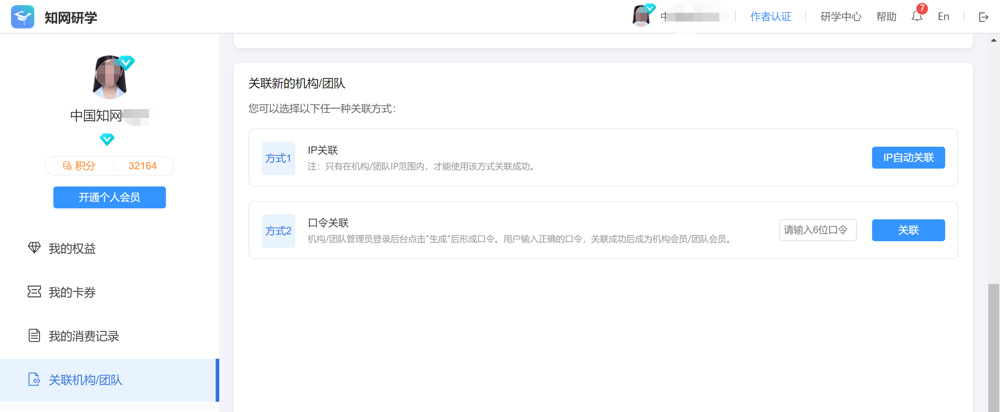 知网研学
中
作者认证
研学中心
帮助
7
En
中国知网
积分
32164
开通个人会员
我的权益
我的卡券
我的消费记录
关联机构/团队
关联新的机构/团队
您可以选择以下任一种关联方式：
方式1
IP关联
注：只有在机构/团队IP范围内，才能使用该方式关联成功。
IP自动关联
方式2
口令关联
机构/团队管理员登录后台点击"生成"后形成口令。用户输入正确的口令，关联成功后成为机构会员/团队会员。
请输入6位口令
关联